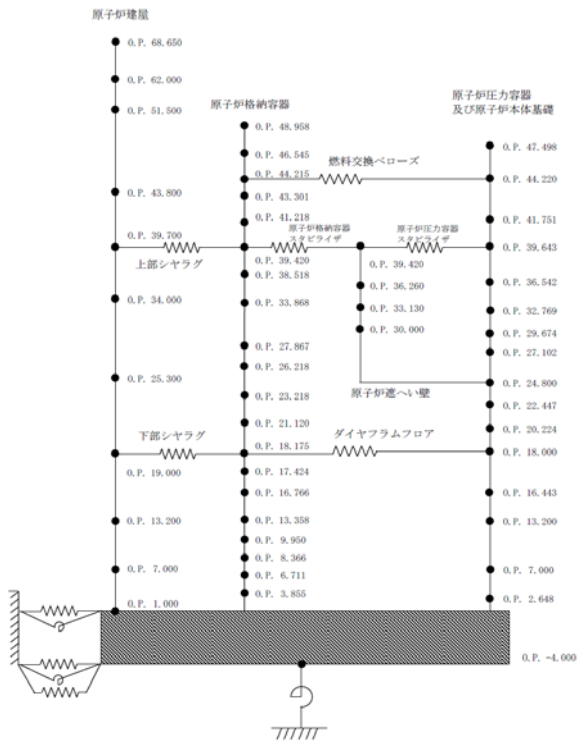 原子炉建屋
O.P. 68.650
O.P. 62.000
O.P. 51.500
O.P. 43.800
O.P. 39.700
上部シヤラグ
O.P. 34.000
O.P. 25.300
下部シヤラグ
O.P. 19.000
O.P. 13.200
O.P. 7.000
O.P. 1.000
原子炉格納容器
O.P. 48.958
O.P. 46.545
O.P. 44.215
O.P. 43.301
O.P. 41.218
O.P. 39.420
O.P. 38.518
O.P. 33.868
O.P. 27.867
O.P. 26.218
O.P. 23.218
O.P. 21.120
O.P. 18.175
O.P. 17.424
O.P. 16.766
O.P. 13.358
O.P. 9.950
O.P. 8.366
O.P. 6.711
O.P. 3.855
燃料交換ベローズ
原子炉格納容器
スタビライザ
原子炉圧力容器
スタビライザ
O.P. 39.420
O.P. 36.260
O.P. 33.130
O.P. 30.000
原子炉遮へい壁
ダイヤフラムフロア
原子炉圧力容器
及び原子炉本体基礎
O.P. 47.498
O.P. 44.220
O.P. 41.751
O.P. 39.643
O.P. 36.542
O.P. 32.769
O.P. 29.674
O.P. 27.102
O.P. 24.800
O.P. 22.447
O.P. 20.224
O.P. 18.000
O.P. 16.443
O.P. 13.200
O.P. 7.000
O.P. 2.648
O.P. -4.000